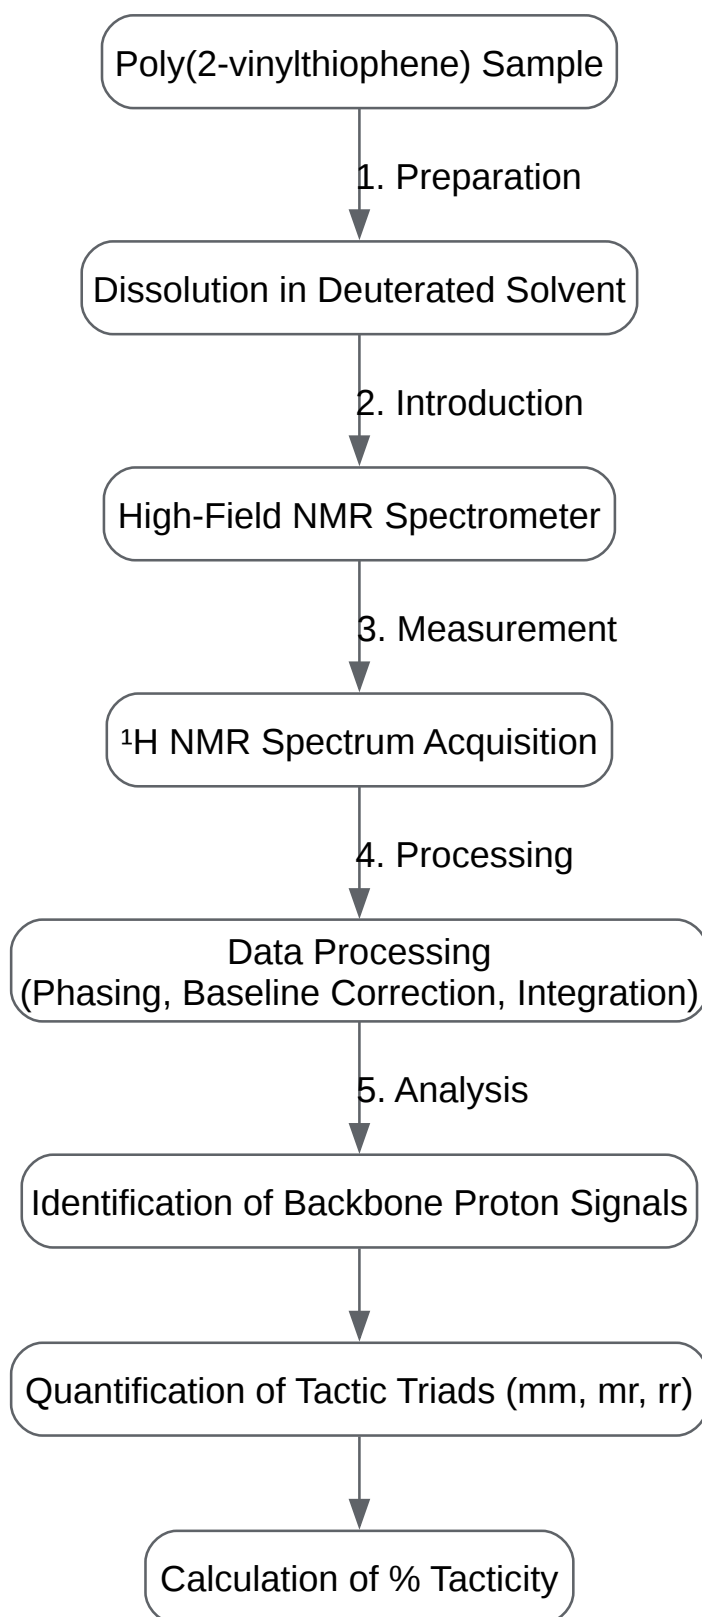 Poly(2-vinylthiophene) Sample
1. Preparation
Dissolution in Deuterated Solvent
2. Introduction
High-Field NMR Spectrometer
3. Measurement
¹H NMR Spectrum Acquisition
4. Processing
Data Processing
(Phasing, Baseline Correction, Integration)
5. Analysis
Identification of Backbone Proton Signals
Quantification of Tactic Triads (mm, mr, rr)
Calculation of % Tacticity